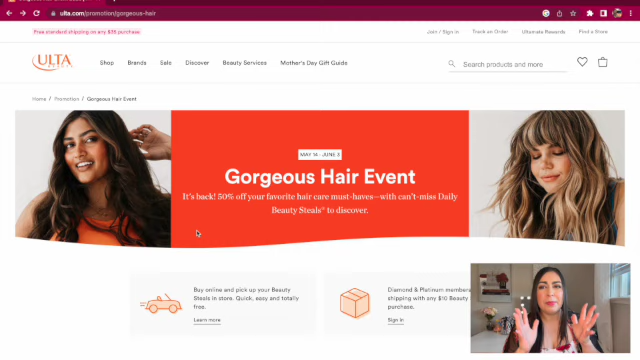 ulta.com/promotion/gorgeous-hair
Free standard shipping on any $35 purchase
Join / Sign in
Track an Order
Ultamate Rewards
Find a Store
ULTA
BEAUTY
Shop
Brands
Sale
Discover
Beauty Services
Mother's Day Gift Guide
Search products and more
Home / Promotion / Gorgeous Hair Event
MAY 14 - JUNE 3
Gorgeous Hair Event
It's back! 50% off your favorite hair care must-haves—with can't-miss Daily
Beauty Steals® to discover.
Buy online and pick up your Beauty
Steals in store. Quick, easy and totally
free.
Learn more
Diamond & Platinum members
shipping with any $10 Beauty
purchase.
Sign in